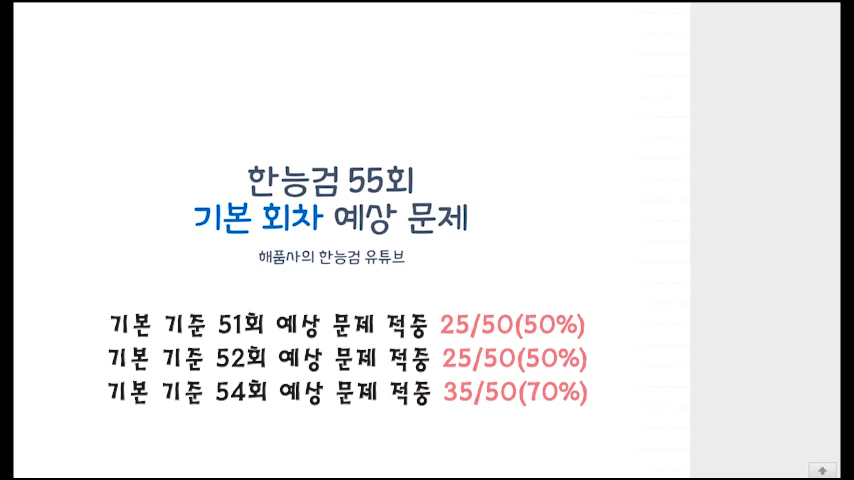 한능검 55회
기본 회차 예상 문제
해품사의 한능검 유튜브
기본 기준 51회 예상 문제 적중 25/50(50%)
기본 기준 52회 예상 문제 적중 25/50(50%)
기본 기준 54회 예상 문제 적중 35/50(70%)